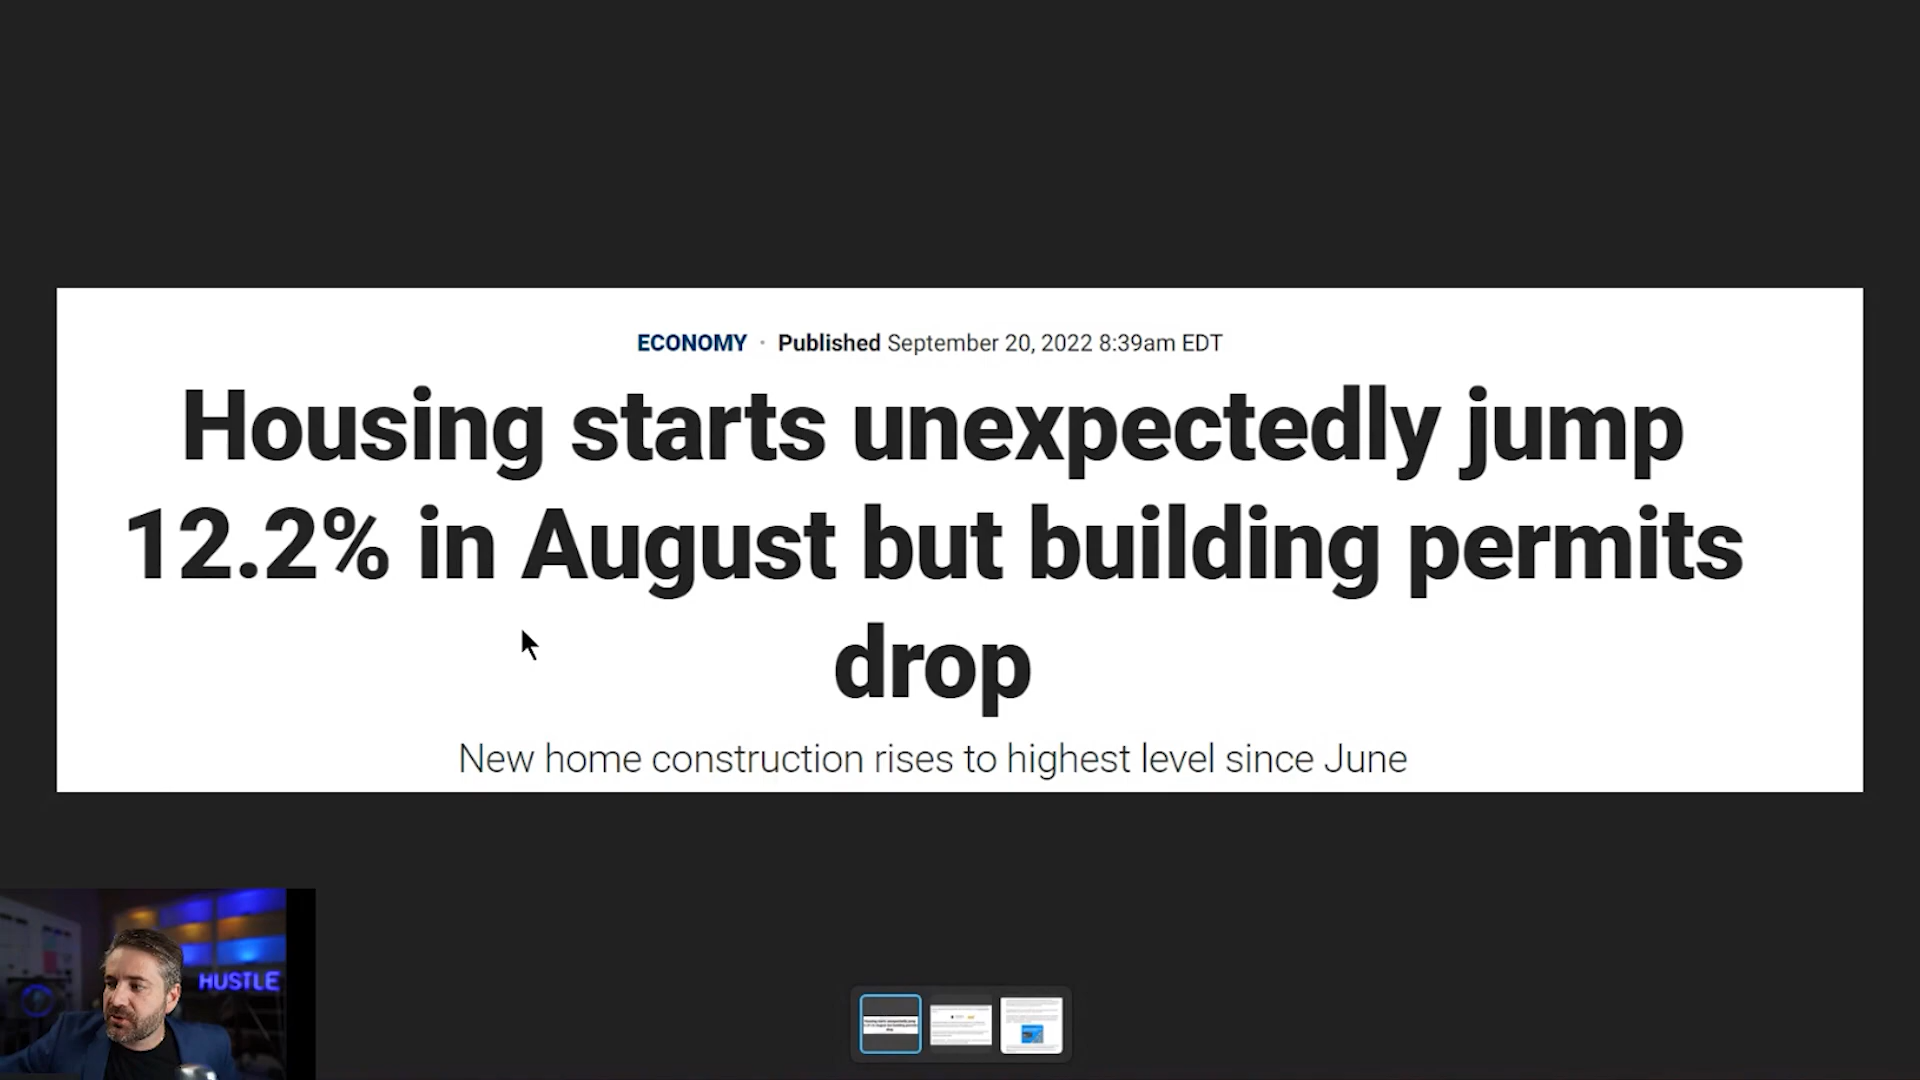 ECONOMY · Published September 20, 2022 8:39am EDT
Housing starts unexpectedly jump
12.2% in August but building permits
drop
New home construction rises to highest level since June
HUSTLE